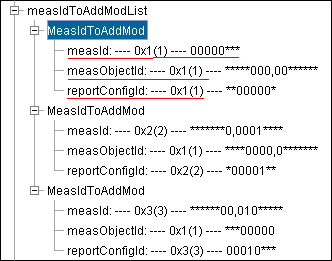 measIdToAddModList
MeasIdToAddMod
measId: ---- 0x1(1) ---- 00000***
measObjectId: ---- 0x1(1) ---- *****000,00******
reportConfigId: ---- 0x1(1) ---- **00000*
MeasIdToAddMod
measId: ---- 0x2(2) ---- *******0,0001****
measObjectId: ---- 0x1(1) ---- ****0000,0*******
reportConfigId: ---- 0x2(2) ---- *00001**
MeasIdToAddMod
measId: ---- 0x3(3) ---- ******00,010*****
measObjectId: ---- 0x1(1) ---- ***00000
reportConfigId: ---- 0x3(3) ---- 00010***